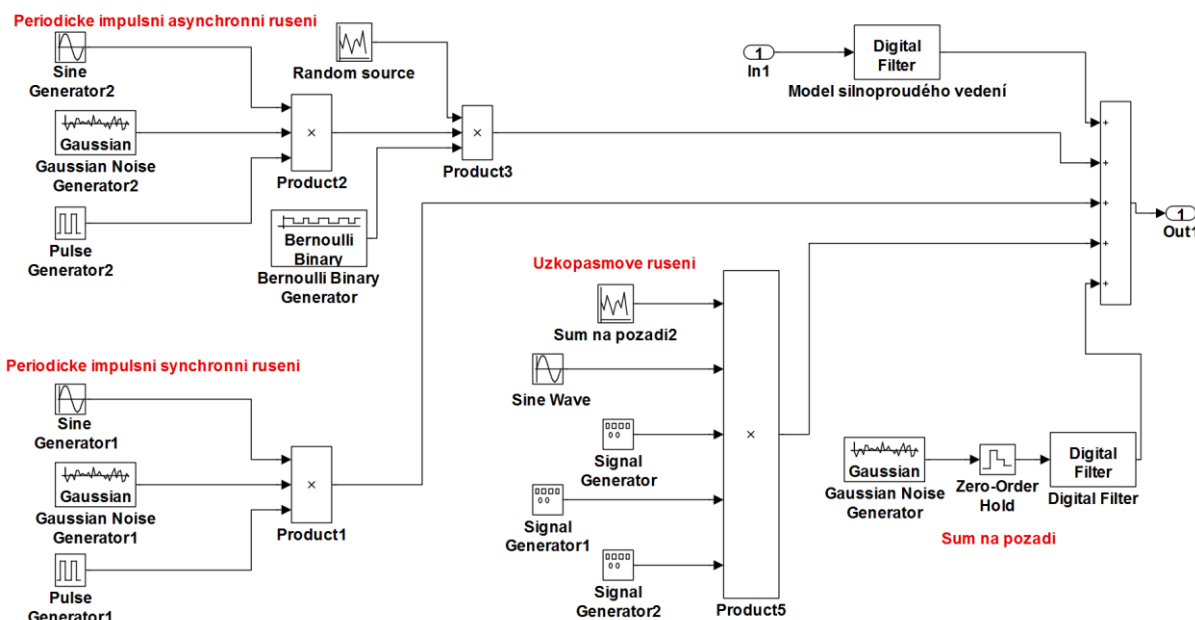 Periodicke impulsni asynchronni ruseni
Sine
Generator2
Gaussian
Gaussian Noise
Generator2
Pulse
Generator2
×
Product2
Random source
×
Product3
Bernoulli
Binary
Bernoulli Binary
Generator
1
In1
Digital
Filter
Model silnoproudého vedení
+
+
+
+
+
1
Out1
Periodicke impulsni synchronni ruseni
Sine
Generator1
Gaussian
Gaussian Noise
Generator1
Pulse
Generator1
×
Product1
Uzkopasmove ruseni
Sum na pozadi2
Sine Wave
Signal
Generator
Signal
Generator1
Signal
Generator2
×
Product5
Gaussian
Gaussian Noise
Generator
Zero-Order
Hold
Digital
Filter
Digital Filter
Sum na pozadi